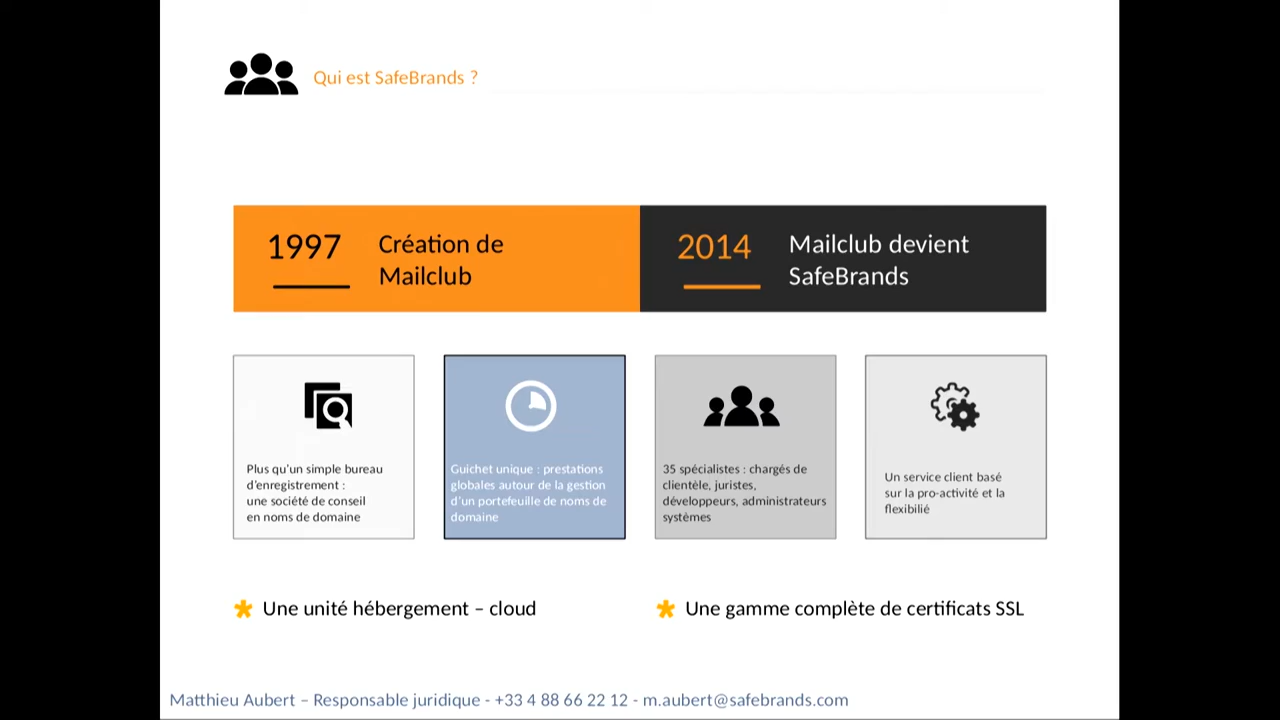 Qui est SafeBrands ?
1997
Création de
Mailclub
2014
Mailclub devient
SafeBrands
Plus qu'un simple bureau
d'enregistrement :
une société de conseil
en noms de domaine
Guichet unique : prestations
globales autour de la gestion
d'un portefeuille de noms de
domaine
35 spécialistes : chargés de
clientèle, juristes,
développeurs, administrateurs
systèmes
Un service client basé
sur la pro-activité et la
flexibilié
Une unité hébergement – cloud
Une gamme complète de certificats SSL
Matthieu Aubert – Responsable juridique - +33 4 88 66 22 12 - m.aubert@safebrands.com